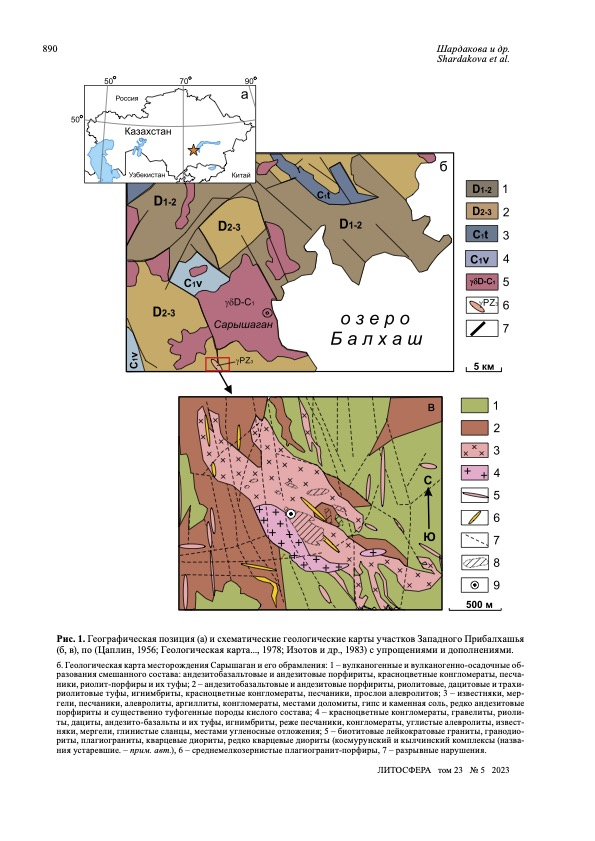 890
Шардакова и др.
Shardakova et al.
50°
70°
90°
а
Россия
50°
Казахстан
Узбекистан
Китай
б
D1-2
C1t
D1-2
D2-3
C1v
γδD-C1
D2-3
Сарышаган
озеро
Балхаш
C1v
γPZ3
D1-2 1
D2-3 2
C1t 3
C1v 4
γδD-C1 5
γPZ3 6
7
5 км
в
С
Ю
1
2
3
4
5
6
7
8
9
500 м
Рис. 1. Географическая позиция (а) и схематические геологические карты участков Западного Прибалхашья
(б, в), по (Цаплин, 1956; Геологическая карта..., 1978; Изотов и др., 1983) с упрощениями и дополнениями.
б. Геологическая карта месторождения Сарышаган и его обрамления: 1 – вулканогенные и вулканогенно-осадочные об-
разования смешанного состава: андезитобазальтовые и андезитовые порфириты, красноцветные конгломераты, песча-
ники, риолит-порфиры и их туфы; 2 – андезитобазальтовые и андезитовые порфириты, риолитовые, дацитовые и трахи-
риолитовые туфы, игнимбриты, красноцветные конгломераты, песчаники, прослои алевролитов; 3 – известняки, мер-
гели, песчаники, алевролиты, аргиллиты, конгломераты, местами доломиты, гипс и каменная соль, редко андезитовые
порфириты и существенно туфогенные породы кислого состава; 4 – красноцветные конгломераты, гравелиты, риоли-
ты, дациты, андезито-базальты и их туфы, игнимбриты, реже песчаники, конгломераты, углистые алевролиты, извест-
няки, мергели, глинистые сланцы, местами угленосные отложения; 5 – биотитовые лейкократовые граниты, гранодио-
риты, плагиограниты, кварцевые диориты, редко кварцевые диориты (космурунский и кылчинский комплексы (назва-
ния устаревшие. – прим. авт.), 6 – среднемелкозернистые плагиогранит-порфиры, 7 – разрывные нарушения.
ЛИТОСФЕРА том 23 № 5 2023